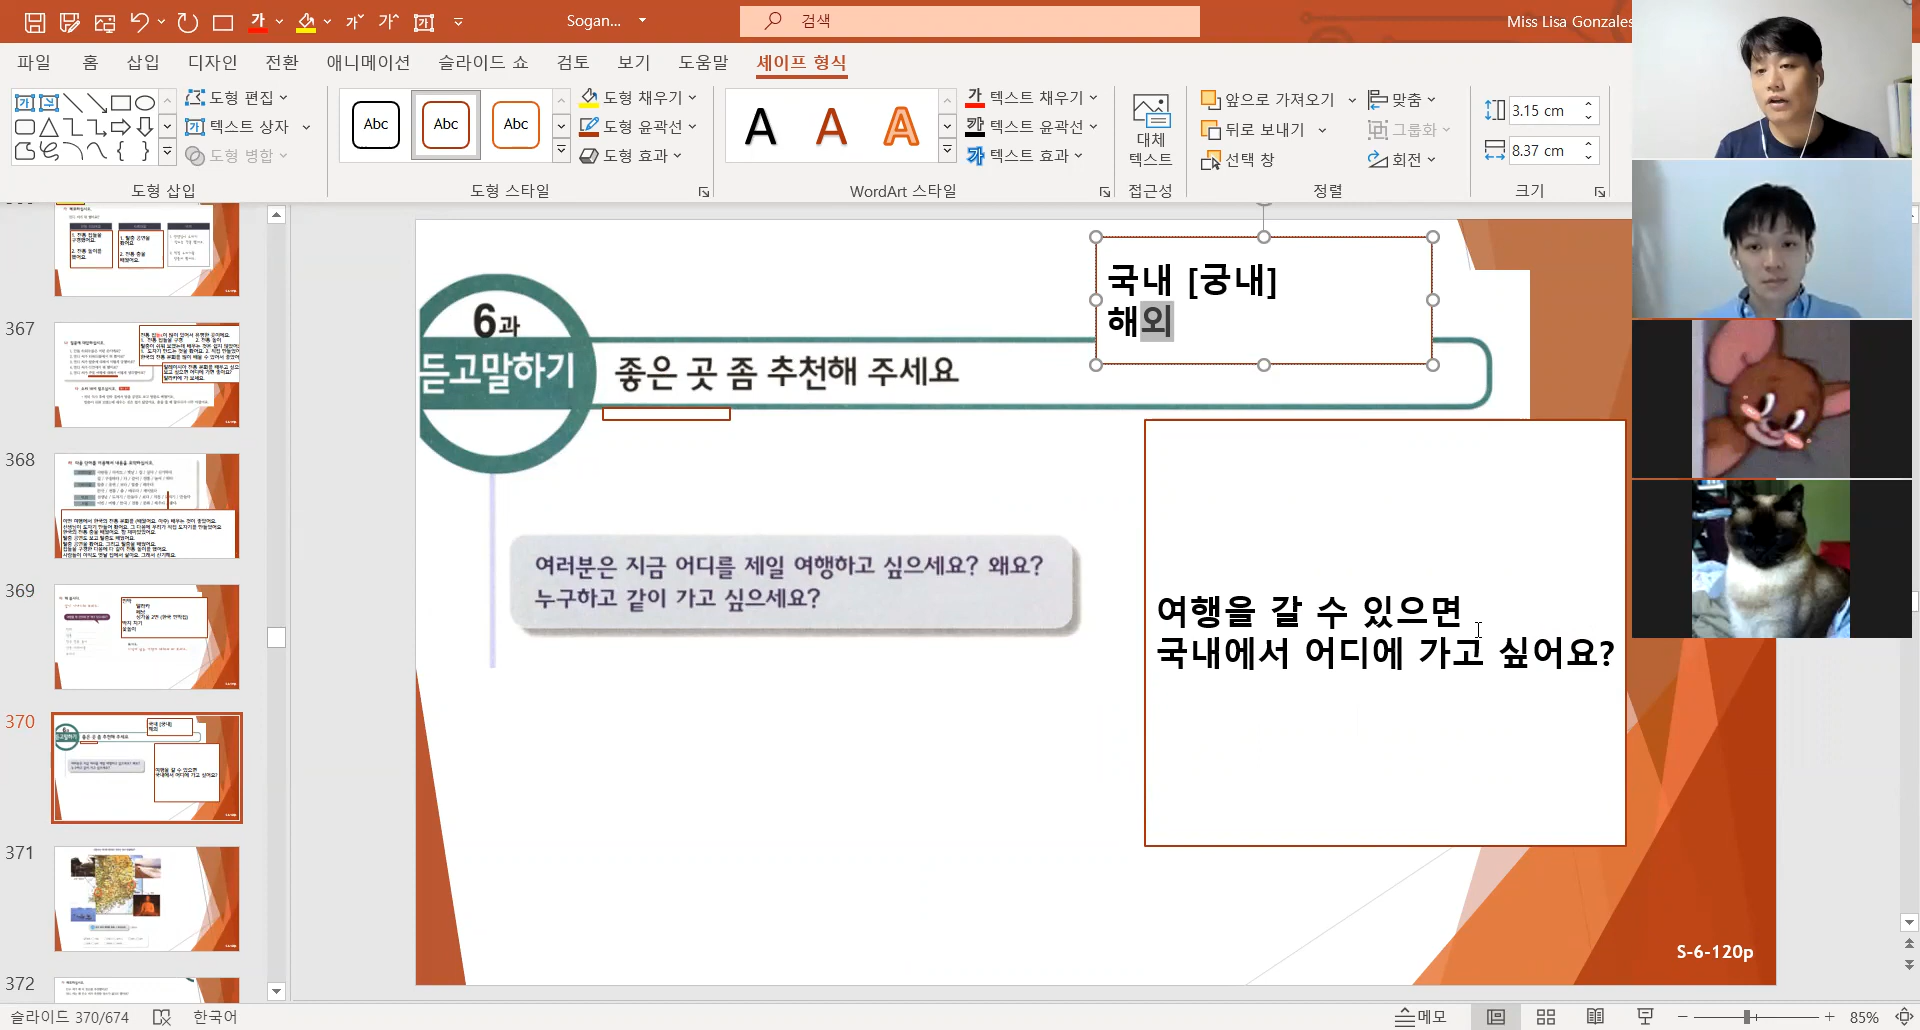 Sogan...
검색
Miss Lisa Gonzales
파일 홈 삽입 디자인 전환 애니메이션 슬라이드 쇼 검토 보기 도움말 셰이프 형식
도형 편집
텍스트 상자
도형 병합
도형 삽입
Abc Abc Abc
도형 채우기
도형 윤곽선
도형 효과
도형 스타일
A A A
텍스트 채우기
텍스트 윤곽선
텍스트 효과
WordArt 스타일
대체
텍스트
접근성
앞으로 가져오기
뒤로 보내기
선택 창
맞춤
그룹화
회전
정렬
3.15 cm
8.37 cm
크기
367
368
369
370
371
372
국내 [궁내]
해외
6과
듣고말하기
좋은 곳 좀 추천해 주세요
여러분은 지금 어디를 제일 여행하고 싶으세요? 왜요?
누구하고 같이 가고 싶으세요?
여행을 갈 수 있으면
국내에서 어디에 가고 싶어요?
S-6-120p
슬라이드 370/674
한국어
메모
85%